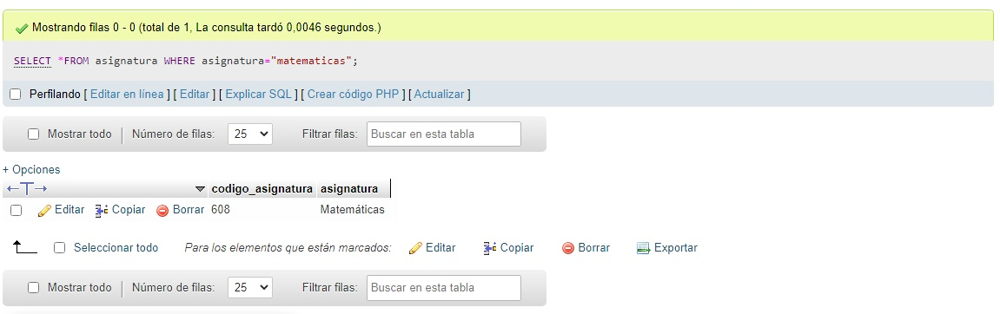 Mostrando filas 0 - 0 (total de 1, La consulta tardó 0,0046 segundos.)
SELECT *FROM asignatura WHERE asignatura="matematicas";
Perfilando [ Editar en línea ] [ Editar ] [ Explicar SQL ] [ Crear código PHP ] [ Actualizar ]
Mostrar todo Número de filas: 25 Filtrar filas: Buscar en esta tabla
+ Opciones
←T→ codigo_asignatura asignatura
Editar Copiar Borrar 608 Matemáticas
Seleccionar todo Para los elementos que están marcados: Editar Copiar Borrar Exportar
Mostrar todo Número de filas: 25 Filtrar filas: Buscar en esta tabla